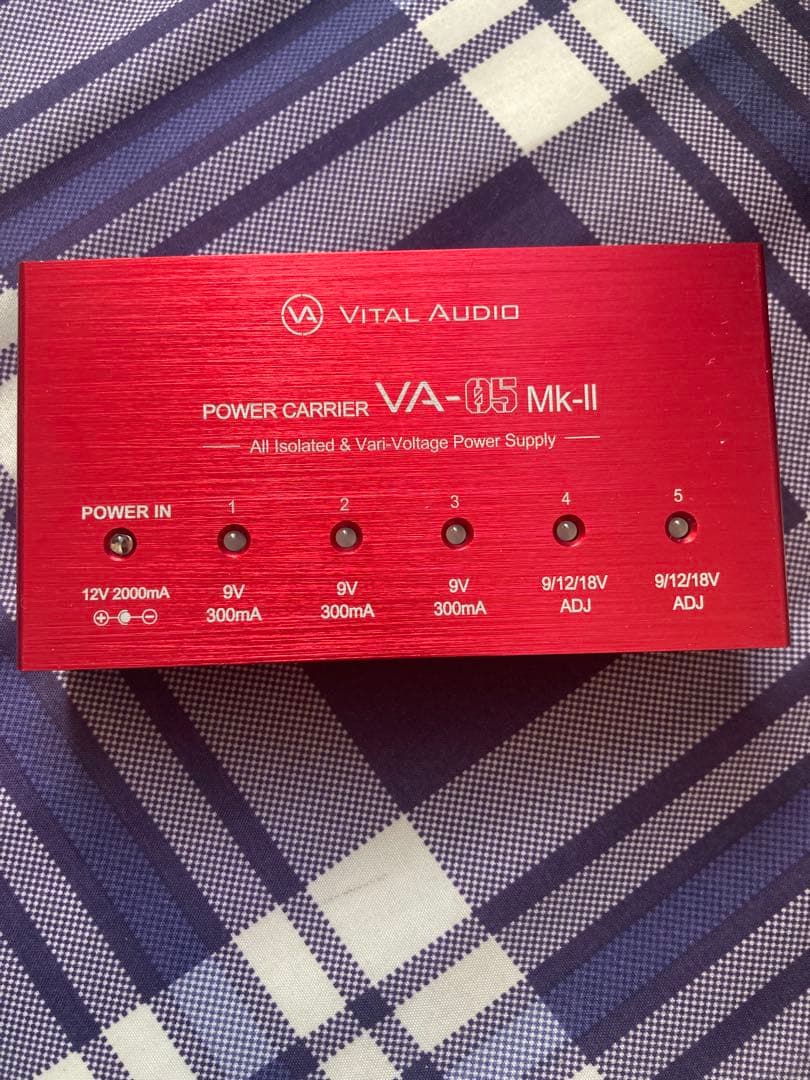 VA VITAL AUDIO
POWER CARRIER VA-05 Mk-II
All Isolated & Vari-Voltage Power Supply
POWER IN 1 2 3 4 5
12V 2000mA 9V 9V 9V 9/12/18V 9/12/18V
300mA 300mA 300mA ADJ ADJ